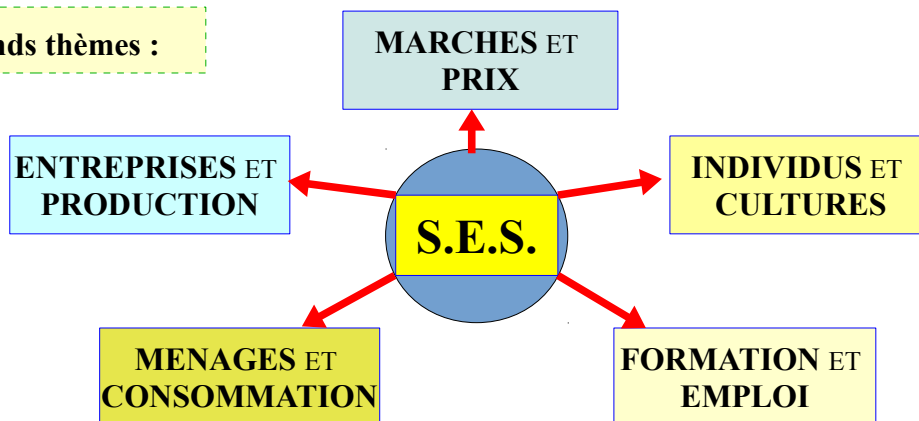 nds thèmes :
MARCHES ET
PRIX
ENTREPRISES ET
PRODUCTION
INDIVIDUS ET
CULTURES
S.E.S.
MENAGES ET
CONSOMMATION
FORMATION ET
EMPLOI